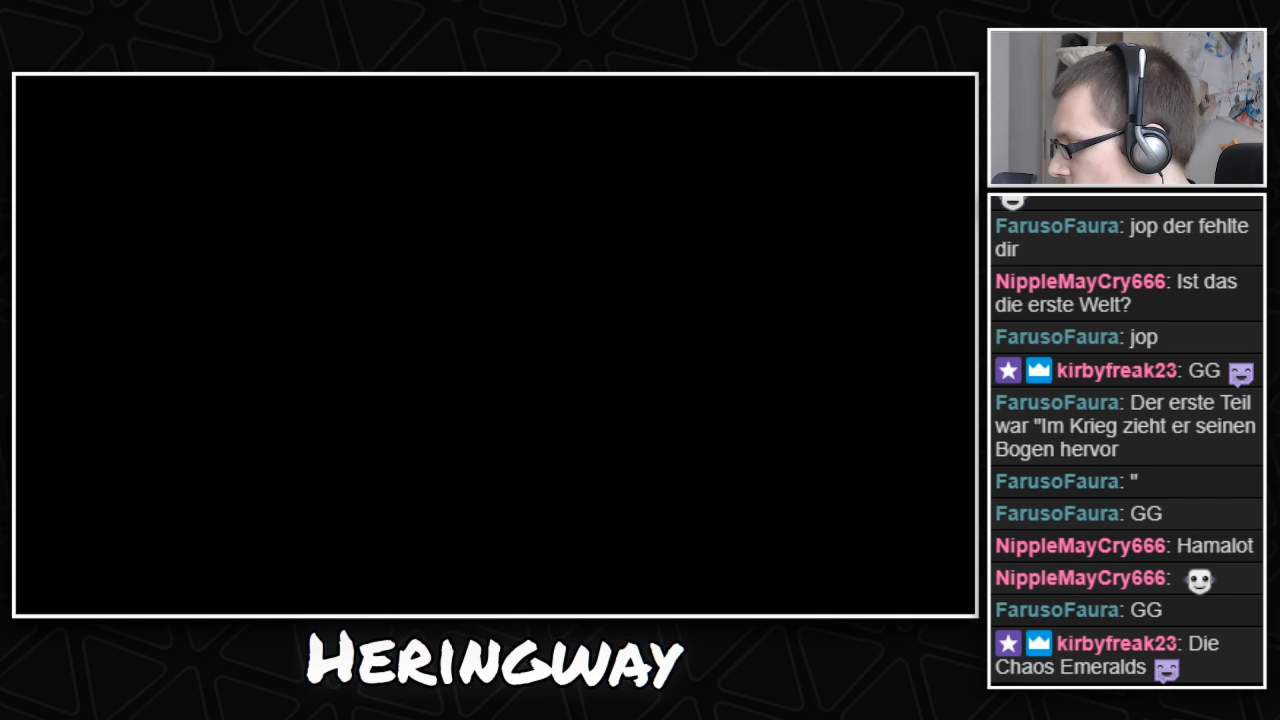 FarusoFaura: jop der fehlte
dir
NippleMayCry666: Ist das
die erste Welt?
FarusoFaura: jop
kirbyfreak23: GG
FarusoFaura: Der erste Teil
war "Im Krieg zieht er seinen
Bogen hervor
FarusoFaura: "
FarusoFaura: GG
NippleMayCry666: Hamalot
NippleMayCry666:
FarusoFaura: GG
kirbyfreak23: Die
Chaos Emeralds
Heringway